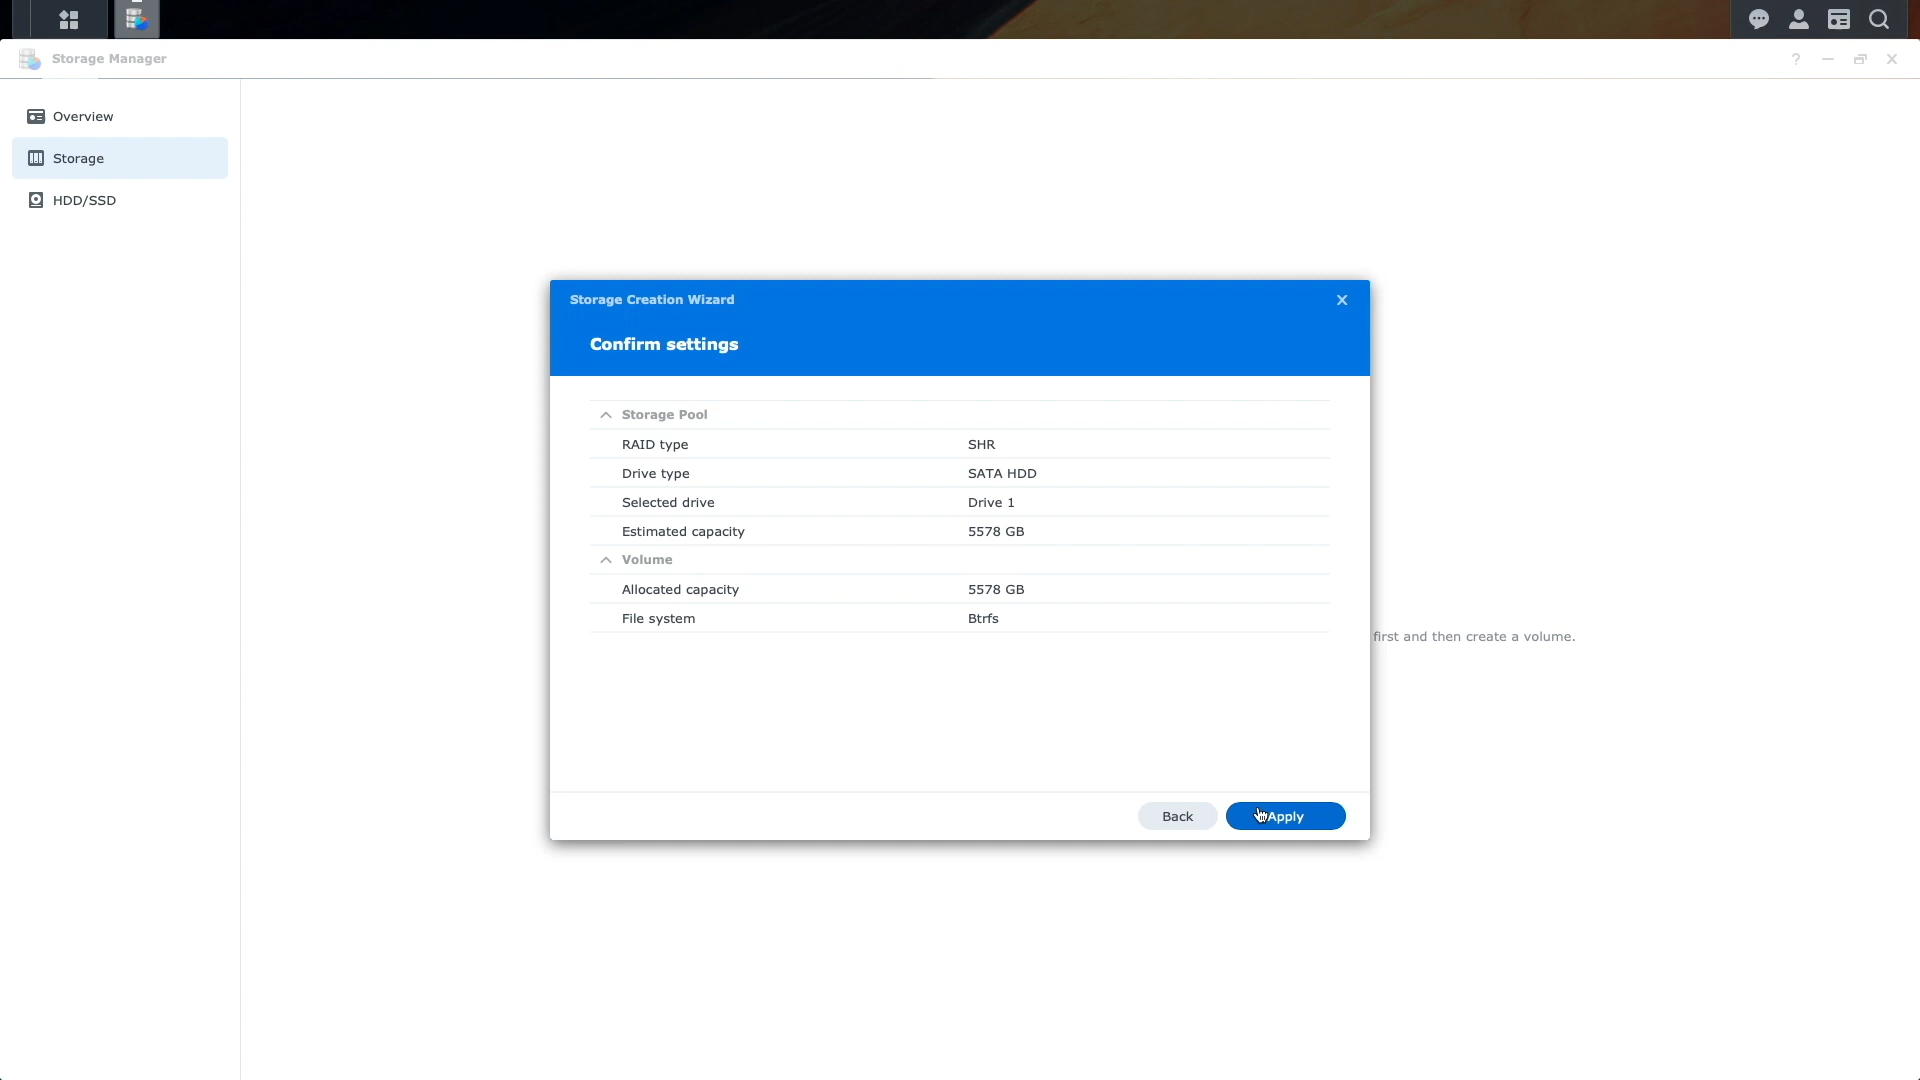 Storage Manager
?
Overview
Storage
HDD/SSD
Storage Creation Wizard
Confirm settings
Storage Pool
RAID type SHR
Drive type SATA HDD
Selected drive Drive 1
Estimated capacity 5578 GB
Volume
Allocated capacity 5578 GB
File system Btrfs
first and then create a volume.
Back Apply